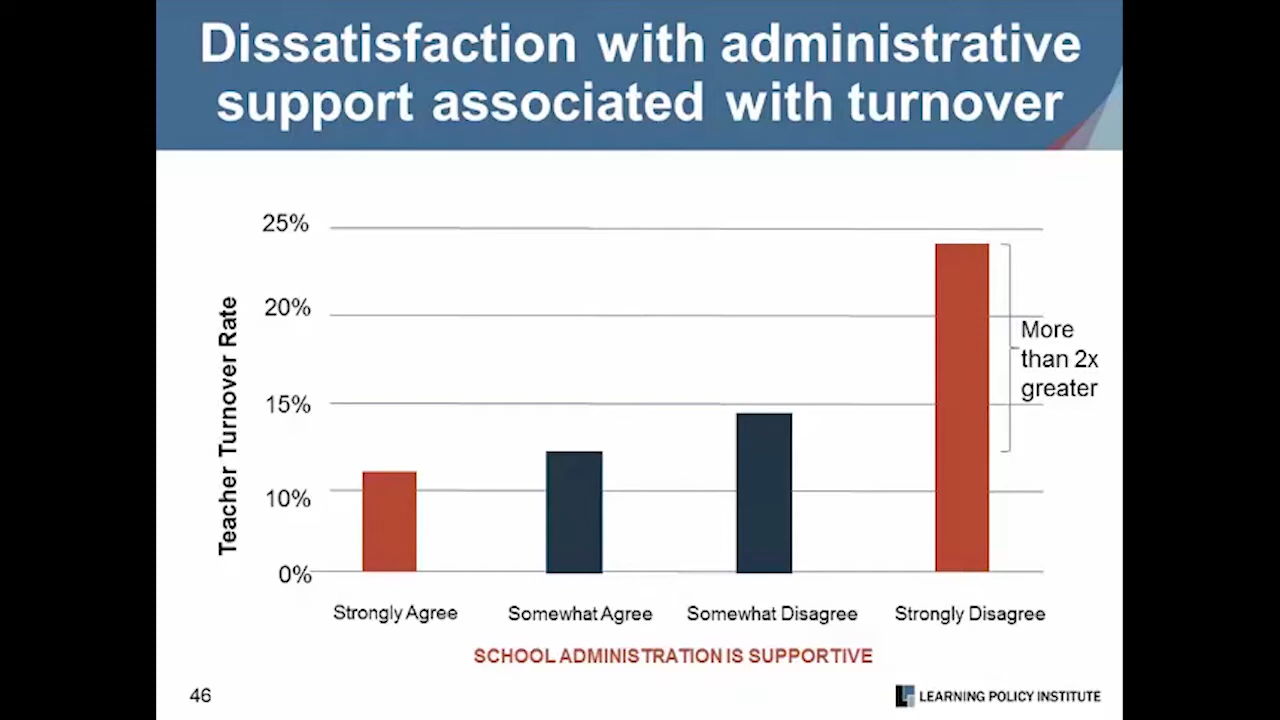 Dissatisfaction with administrative
support associated with turnover
25%
20%
15%
10%
0%
Teacher Turnover Rate
More
than 2x
greater
Strongly Agree
Somewhat Agree
Somewhat Disagree
Strongly Disagree
SCHOOL ADMINISTRATION IS SUPPORTIVE
46
LEARNING POLICY INSTITUTE